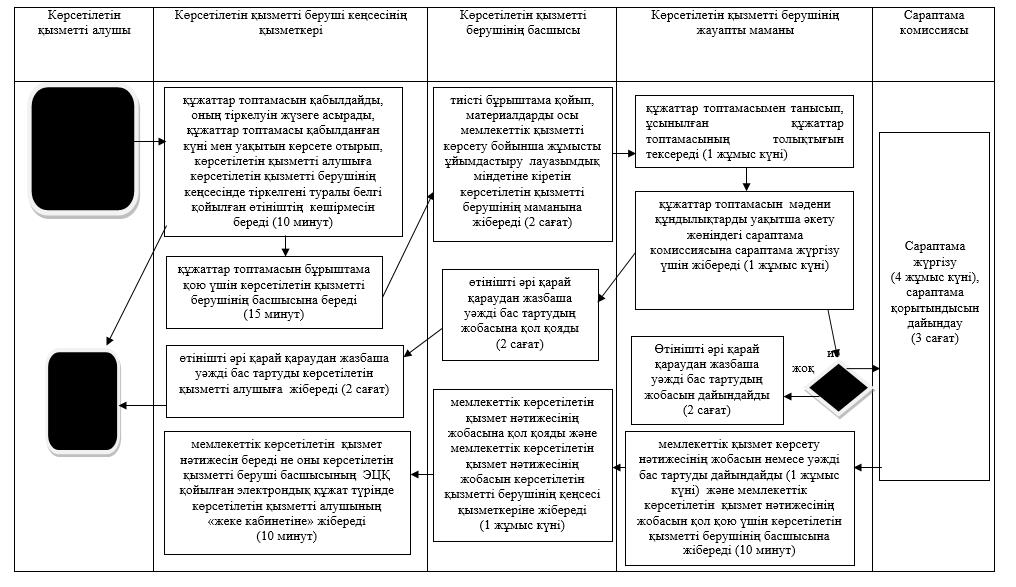 Көрсетілетін
қызметті алушы
Көрсетілетін қызметті беруші кеңсесінің
қызметкері
Көрсетілетін қызметті
берушінің басшысы
Көрсетілетін қызметті берушінің
жауапты маманы
Сараптама
комиссиясы
құжаттар топтамасын қабылдайды,
оның тіркелуін жүзеге асырады,
құжаттар топтамасы қабылданған
күні мен уақытын көрсете отырып,
көрсетілетін қызметті алушыға
көрсетілетін қызметті берушінің
кеңсесінде тіркелгені туралы белгі
қойылған өтініштің көшірмесін
береді (10 минут)
құжаттар топтамасын бұрыштама
қою үшін көрсетілетін қызметті
берушінің басшысына береді
(15 минут)
өтінішті әрі қарай қараудан жазбаша
уәжді бас тартуды көрсетілетін
қызметті алушыға жібереді (2 сағат)
мемлекеттік көрсетілетін қызмет
нәтижесін береді не оны көрсетілетін
қызметті беруші басшысының ЭЦҚ
қойылған электрондық құжат түрінде
көрсетілетін қызметті алушының
«жеке кабинетіне» жібереді
(10 минут)
тиісті бұрыштама қойып,
материалдарды осы
мемлекеттік қызметті
көрсету бойынша жұмысты
ұйымдастыру лауазымдық
міндетіне кіретін
көрсетілетін қызметті
берушінің маманына
жібереді (2 сағат)
өтінішті әрі қарай
қараудан жазбаша
уәжді бас тартудың
жобасына қол қояды
(2 сағат)
мемлекеттік көрсетілетін
қызмет нәтижесінің
жобасына қол қояды және
мемлекеттік көрсетілетін
қызмет нәтижесінің
жобасын көрсетілетін
қызметті берушінің кеңсесі
қызметкеріне жібереді
(1 жұмыс күні)
құжаттар топтамасымен танысып,
ұсынылған құжаттар
топтамасының толықтығын
тексереді (1 жұмыс күні)
құжаттар топтамасын мәдени
құндылықтарды уақытша әкету
жөніндегі сараптама
комиссиясына сараптама жүргізу
үшін жібереді (1 жұмыс күні)
Өтінішті әрі қарай
қараудан жазбаша
уәжді бас тартудың
жобасын дайындайды
(2 сағат)
жоқ
мемлекеттік қызмет көрсету
нәтижесінің жобасын немесе уәжді
бас тартуды дайындайды (1 жұмыс
күні) және мемлекеттік
көрсетілетін қызмет нәтижесінің
жобасын қол қою үшін көрсетілетін
қызметті берушінің басшысына
жібереді (10 минут)
Сараптама
жүргізу
(4 жұмыс күні),
сараптама
қорытындысын
дайындау
(3 сағат)